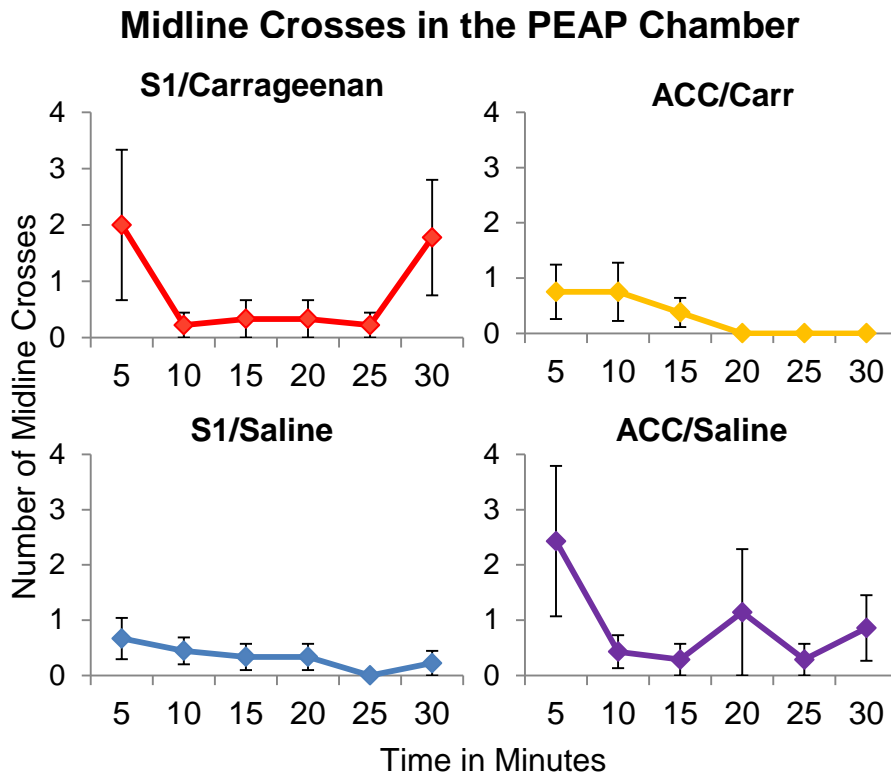 Midline Crosses in the PEAP Chamber
S1/Carrageenan
4
3
2
1
0
5 10 15 20 25 30
ACC/Carr
4
3
2
1
0
5 10 15 20 25 30
Number of Midline Crosses
S1/Saline
4
3
2
1
0
5 10 15 20 25 30
ACC/Saline
4
3
2
1
0
5 10 15 20 25 30
Time in Minutes